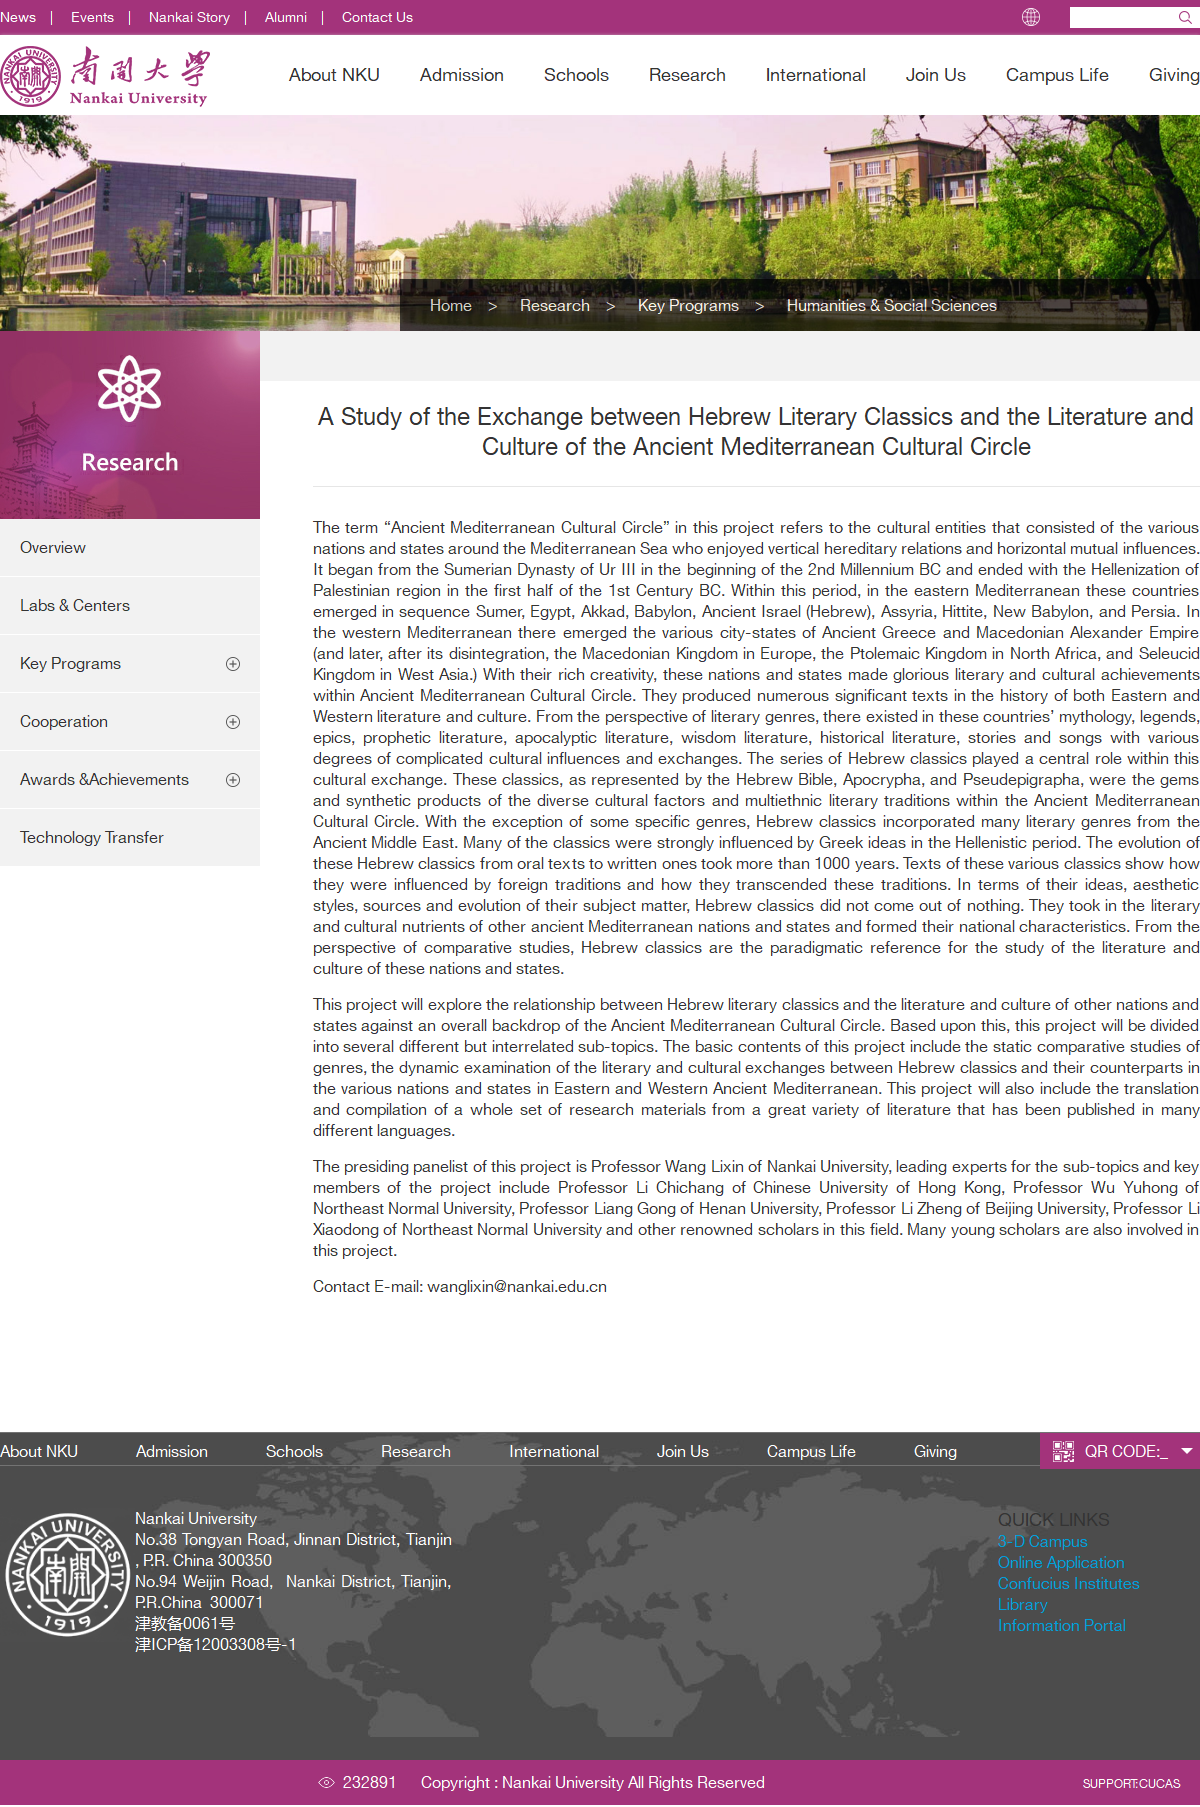 News | Events | Nankai Story | Alumni | Contact Us
NANKAI UNIVERSITY
1919
南開大學
Nankai University
About NKU Admission Schools Research International Join Us Campus Life Giving
Home > Research > Key Programs > Humanities & Social Sciences
Research
Overview
Labs & Centers
Key Programs
Cooperation
Awards &Achievements
Technology Transfer
A Study of the Exchange between Hebrew Literary Classics and the Literature and
Culture of the Ancient Mediterranean Cultural Circle
The term “Ancient Mediterranean Cultural Circle” in this project refers to the cultural entities that consisted of the various
nations and states around the Mediterranean Sea who enjoyed vertical hereditary relations and horizontal mutual influences.
It began from the Sumerian Dynasty of Ur III in the beginning of the 2nd Millennium BC and ended with the Hellenization of
Palestinian region in the first half of the 1st Century BC. Within this period, in the eastern Mediterranean these countries
emerged in sequence Sumer, Egypt, Akkad, Babylon, Ancient Israel (Hebrew), Assyria, Hittite, New Babylon, and Persia. In
the western Mediterranean there emerged the various city-states of Ancient Greece and Macedonian Alexander Empire
(and later, after its disintegration, the Macedonian Kingdom in Europe, the Ptolemaic Kingdom in North Africa, and Seleucid
Kingdom in West Asia.) With their rich creativity, these nations and states made glorious literary and cultural achievements
within Ancient Mediterranean Cultural Circle. They produced numerous significant texts in the history of both Eastern and
Western literature and culture. From the perspective of literary genres, there existed in these countries’ mythology, legends,
epics, prophetic literature, apocalyptic literature, wisdom literature, historical literature, stories and songs with various
degrees of complicated cultural influences and exchanges. The series of Hebrew classics played a central role within this
cultural exchange. These classics, as represented by the Hebrew Bible, Apocrypha, and Pseudepigrapha, were the gems
and synthetic products of the diverse cultural factors and multiethnic literary traditions within the Ancient Mediterranean
Cultural Circle. With the exception of some specific genres, Hebrew classics incorporated many literary genres from the
Ancient Middle East. Many of the classics were strongly influenced by Greek ideas in the Hellenistic period. The evolution of
these Hebrew classics from oral texts to written ones took more than 1000 years. Texts of these various classics show how
they were influenced by foreign traditions and how they transcended these traditions. In terms of their ideas, aesthetic
styles, sources and evolution of their subject matter, Hebrew classics did not come out of nothing. They took in the literary
and cultural nutrients of other ancient Mediterranean nations and states and formed their national characteristics. From the
perspective of comparative studies, Hebrew classics are the paradigmatic reference for the study of the literature and
culture of these nations and states.
This project will explore the relationship between Hebrew literary classics and the literature and culture of other nations and
states against an overall backdrop of the Ancient Mediterranean Cultural Circle. Based upon this, this project will be divided
into several different but interrelated sub-topics. The basic contents of this project include the static comparative studies of
genres, the dynamic examination of the literary and cultural exchanges between Hebrew classics and their counterparts in
the various nations and states in Eastern and Western Ancient Mediterranean. This project will also include the translation
and compilation of a whole set of research materials from a great variety of literature that has been published in many
different languages.
The presiding panelist of this project is Professor Wang Lixin of Nankai University, leading experts for the sub-topics and key
members of the project include Professor Li Chichang of Chinese University of Hong Kong, Professor Wu Yuhong of
Northeast Normal University, Professor Liang Gong of Henan University, Professor Li Zheng of Beijing University, Professor Li
Xiaodong of Northeast Normal University and other renowned scholars in this field. Many young scholars are also involved in
this project.
Contact E-mail: wanglixin@nankai.edu.cn
About NKU Admission Schools Research International Join Us Campus Life Giving QR CODE:_
NANKAI UNIVERSITY
1919
Nankai University
No.38 Tongyan Road, Jinnan District, Tianjin
, P.R. China 300350
No.94 Weijin Road, Nankai District, Tianjin,
P.R.China 300071
津教备0061号
津ICP备12003308号-1
QUICK LINKS
3-D Campus
Online Application
Confucius Institutes
Library
Information Portal
232891 Copyright : Nankai University All Rights Reserved
SUPPORT:CUCAS